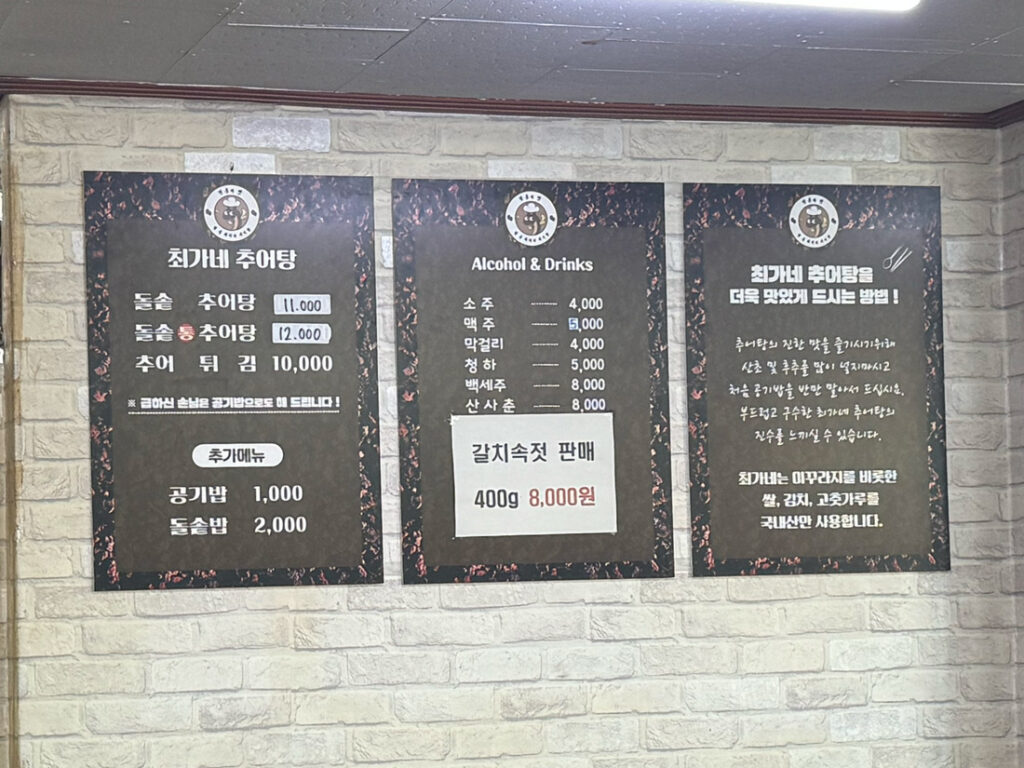 최가네 추어탕
돌솥 추어탕 11.000
돌솥 통 추어탕 12.000
추어 튀김 10,000
※ 급하신 손님은 공기밥으로도 해 드립니다!
추가메뉴
공기밥 1,000
돌솥밥 2,000
Alcohol & Drinks
소주 4,000
맥주 5,000
막걸리 4,000
청하 5,000
백세주 8,000
산사춘 8,000
갈치속젓 판매
400g 8,000원
최가네 추어탕을
더욱 맛있게 드시는 방법!
추어탕의 진한 맛을 즐기시기위해
산초 및 후추를 많이 넣지마시고
처음 공기밥을 반만 말아서 드십시요.
부드럽고 구수한 최가네 추어탕의
진수를 느끼실 수 있습니다.
최가네는 미꾸라지를 비롯한
쌀, 김치, 고춧가루를
국내산만 사용합니다.